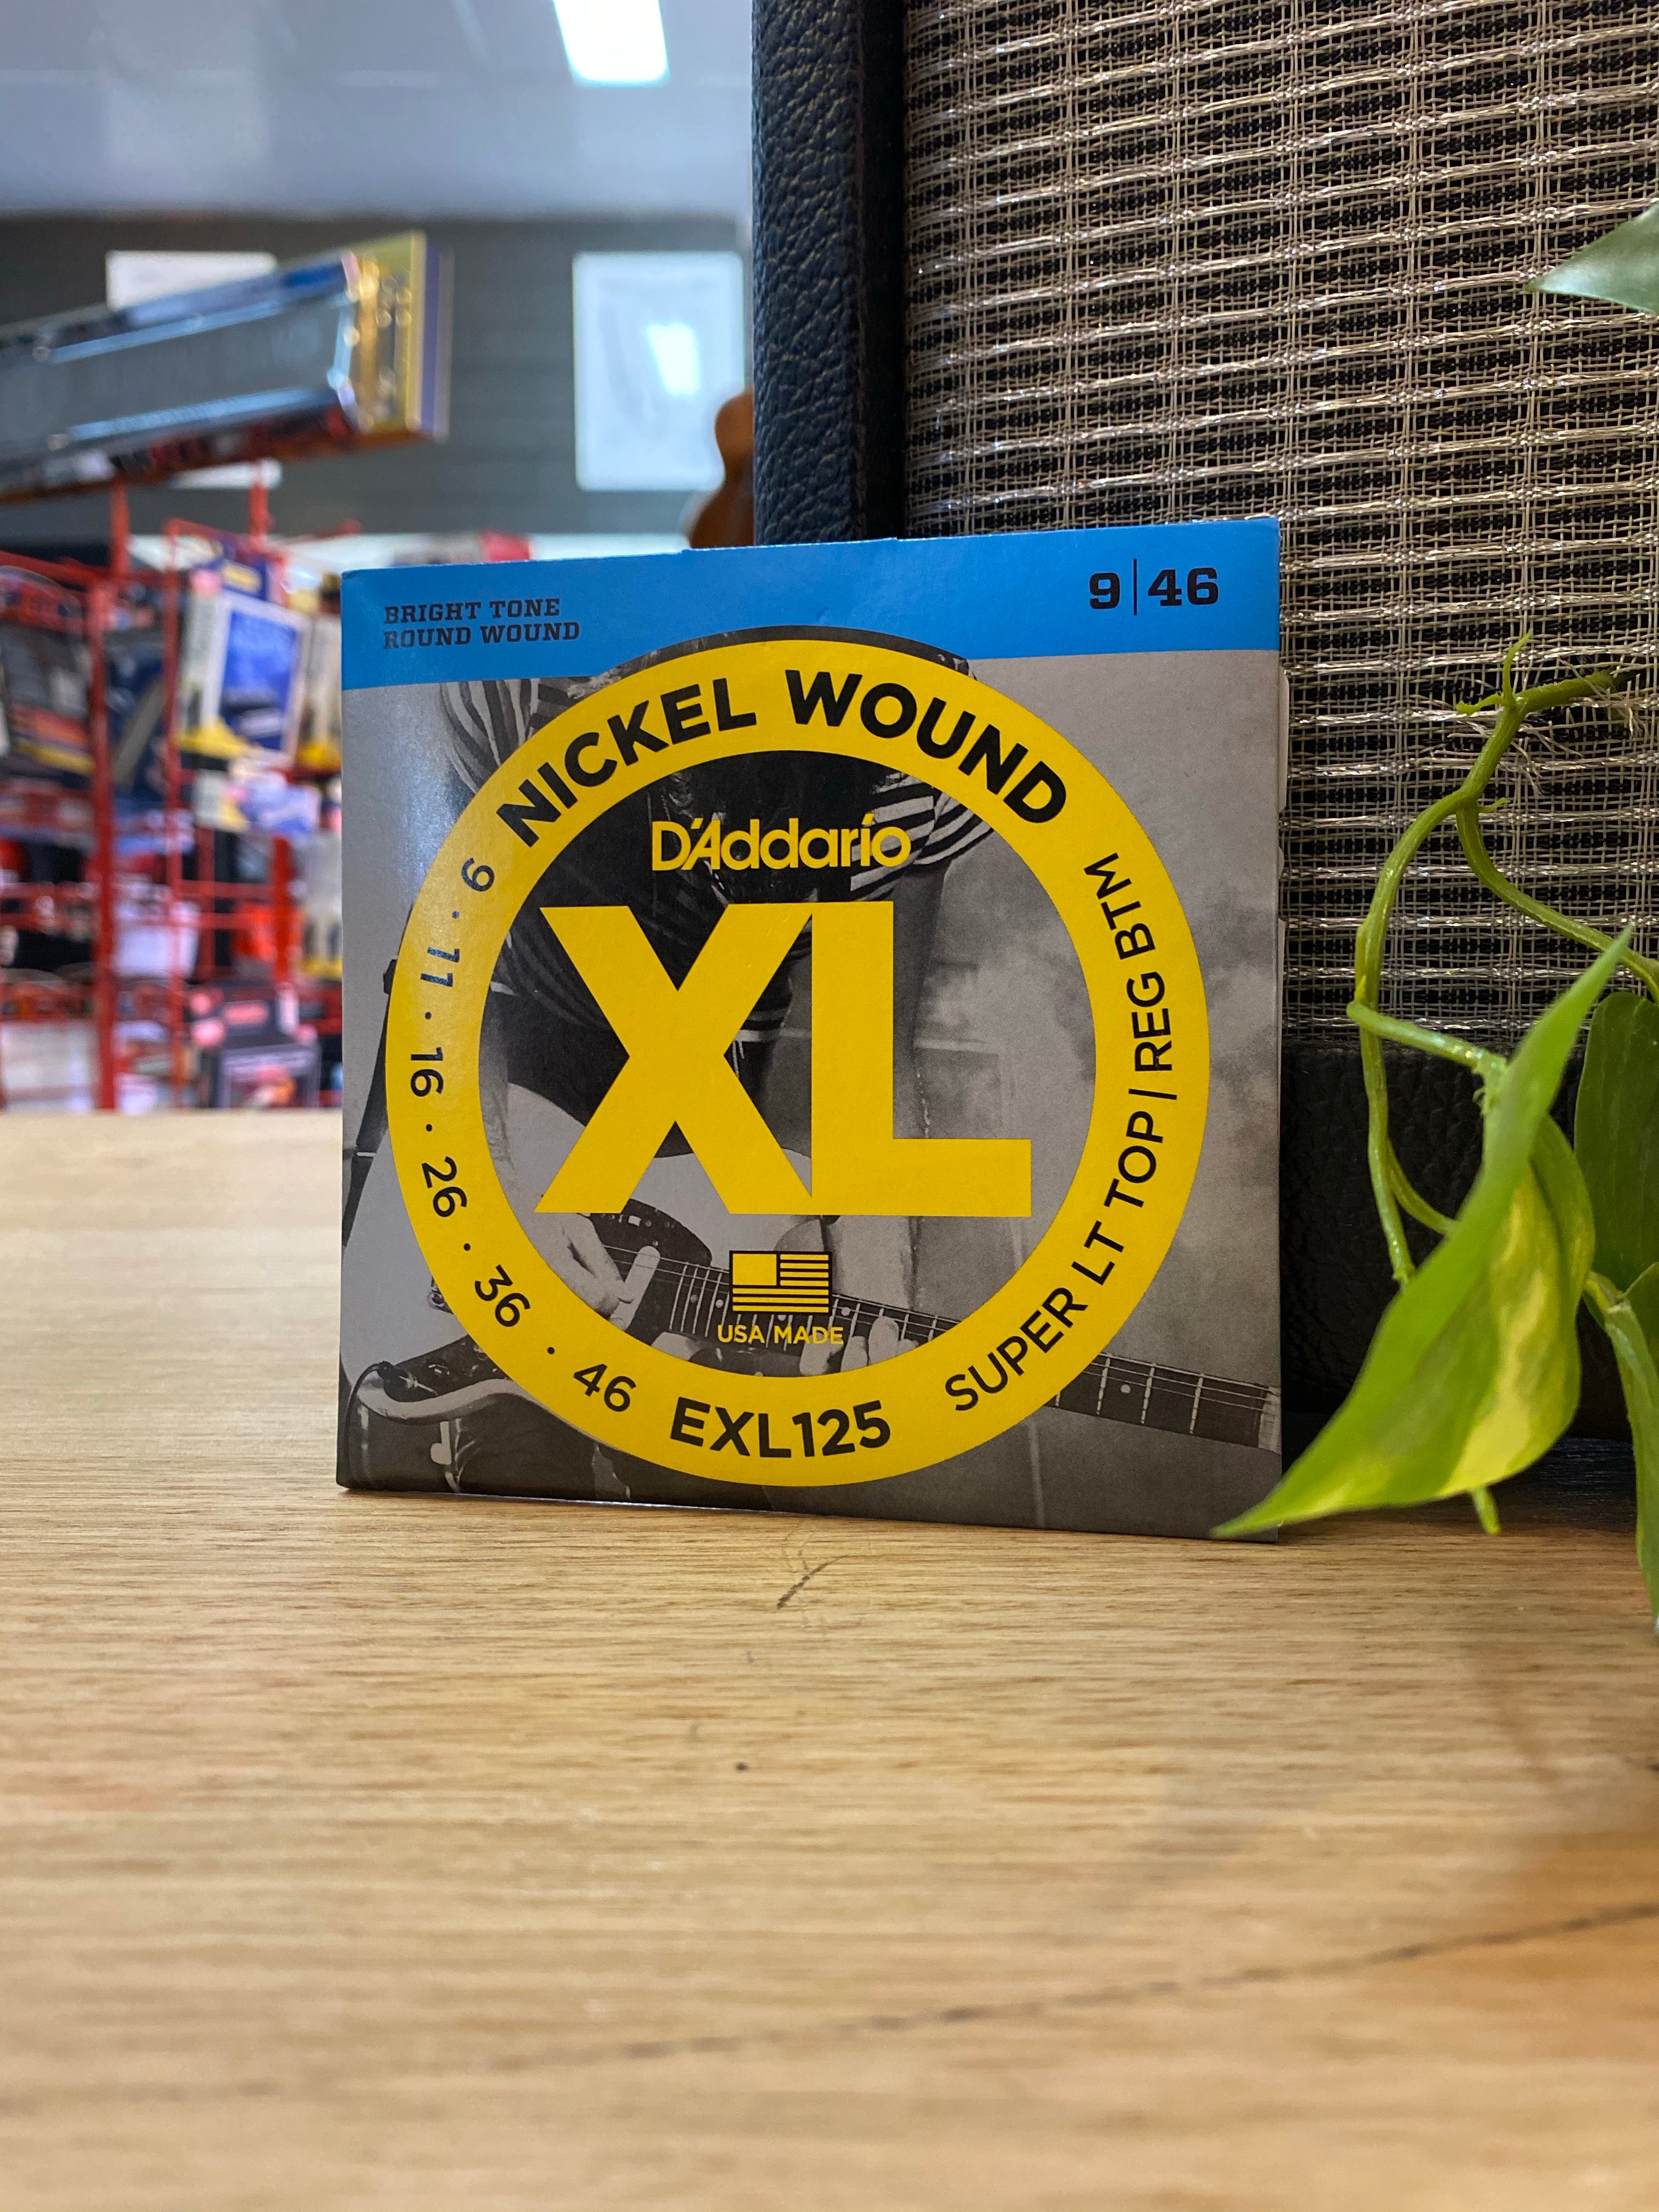 BRIGHT TONE
ROUND WOUND
9|46
NICKEL WOUND
D'Addario
XL
USA MADE
9 · 11 · 16 · 26 · 36 · 46
EXL125
SUPER LT TOP | REG BTM